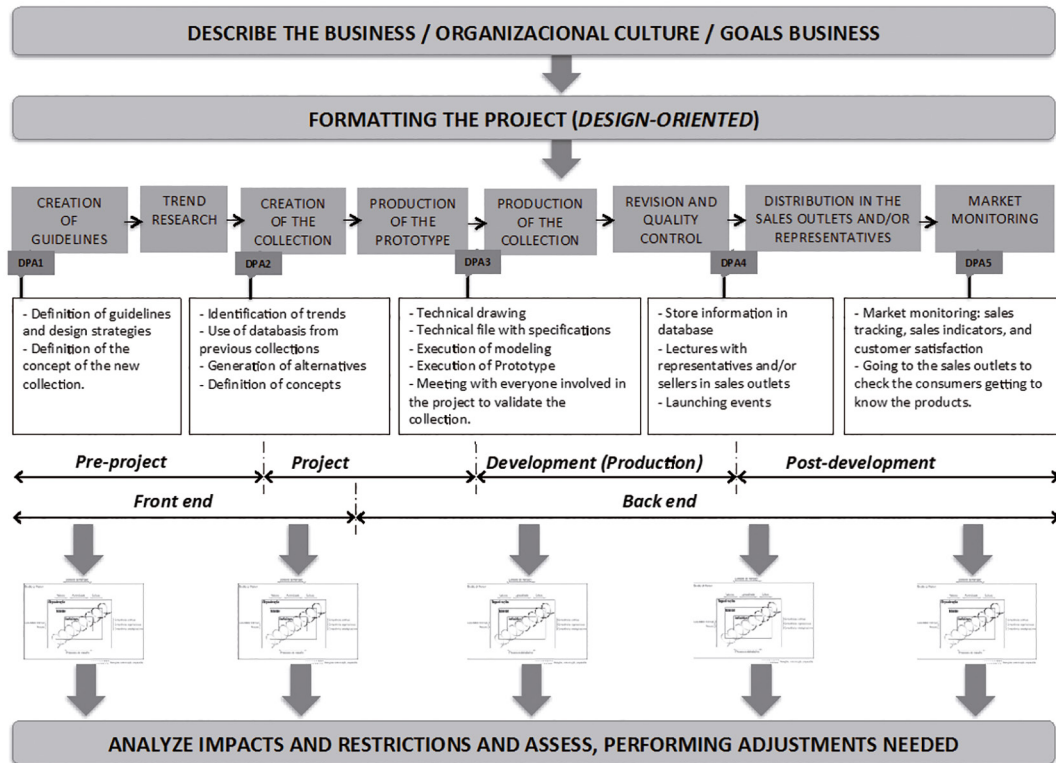 DESCRIBE THE BUSINESS / ORGANIZACIONAL CULTURE / GOALS BUSINESS
FORMATTING THE PROJECT (DESIGN-ORIENTED)
CREATION
OF
GUIDELINES
TREND
RESEARCH
CREATION
OF THE
COLLECTION
PRODUCTION
OF THE
PROTOTYPE
PRODUCTION
OF THE
COLLECTION
REVISION AND
QUALITY
CONTROL
DISTRIBUTION IN THE
SALES OUTLETS AND/OR
REPRESENTATIVES
MARKET
MONITORING
DPA1
DPA2
DPA3
DPA4
DPA5
- Definition of guidelines
and design strategies
- Definition of the
concept of the new
collection.
- Identification of trends
- Use of databasis from
previous collections
- Generation of alternatives
- Definition of concepts
- Technical drawing
- Technical file with specifications
- Execution of modeling
- Execution of Prototype
- Meeting with everyone involved in
the project to validate the
collection.
- Store information in
database
- Lectures with
representatives and/or
sellers in sales outlets
- Launching events
- Market monitoring: sales
tracking, sales indicators, and
customer satisfaction
- Going to the sales outlets to
check the consumers getting to
know the products.
Pre-project
Project
Development (Production)
Post-development
Front end
Back end
ANALYZE IMPACTS AND RESTRICTIONS AND ASSESS, PERFORMING ADJUSTMENTS NEEDED